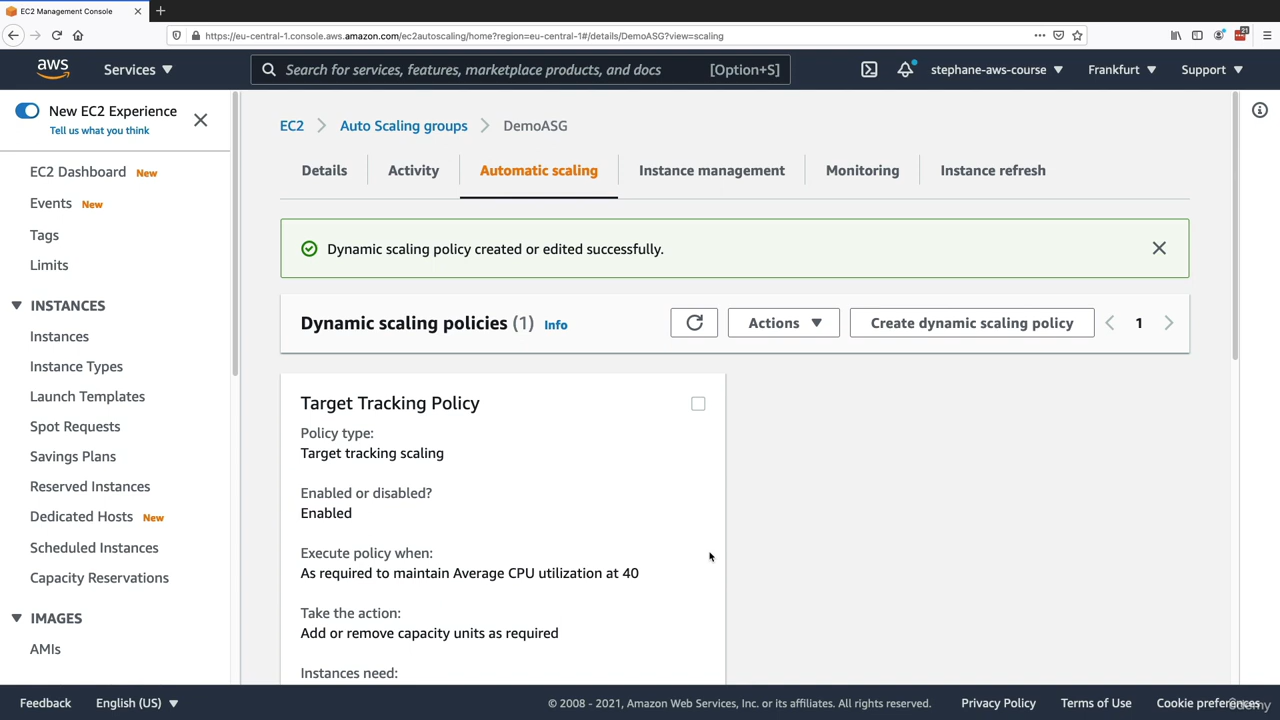 EC2 Management Console
https://eu-central-1.console.aws.amazon.com/ec2autoscaling/home?region=eu-central-1#/details/DemoASG?view=scaling
21
aws
Services
Search for services, features, marketplace products, and docs [Option+S]
stephane-aws-course
Frankfurt
Support
New EC2 Experience
Tell us what you think
EC2 Dashboard New
Events New
Tags
Limits
INSTANCES
Instances
Instance Types
Launch Templates
Spot Requests
Savings Plans
Reserved Instances
Dedicated Hosts New
Scheduled Instances
Capacity Reservations
IMAGES
AMIs
EC2 Auto Scaling groups DemoASG
Details Activity Automatic scaling Instance management Monitoring Instance refresh
Dynamic scaling policy created or edited successfully.
Dynamic scaling policies (1) Info
Actions
Create dynamic scaling policy
1
Target Tracking Policy
Policy type:
Target tracking scaling
Enabled or disabled?
Enabled
Execute policy when:
As required to maintain Average CPU utilization at 40
Take the action:
Add or remove capacity units as required
Instances need:
Feedback English (US) © 2008 - 2021, Amazon Web Services, Inc. or its affiliates. All rights reserved. Privacy Policy Terms of Use Cookie preferences
Udemy